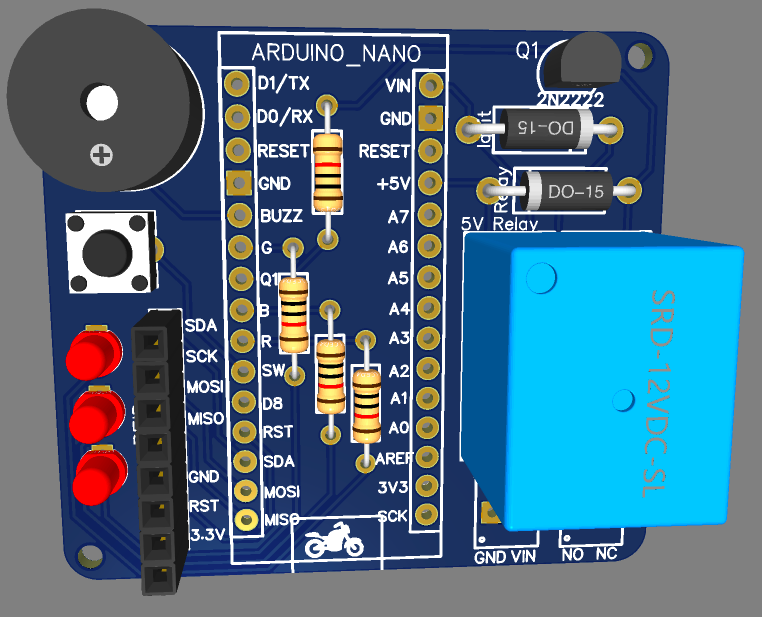 ARDUINO_NANO
D1/TX
D0/RX
RESET
GND
BUZZ
G
Q1
B
R
SW
D8
RST
SDA
MOSI
MISO
VIN
GND
RESET
+5V
A7
A6
A5
A4
A3
A2
A1
A0
AREF
3V3
SCK
Q1
2N2222
DO-15
Relay
DO-15
5V Relay
SRD-12VDC-SL
SDA
SCK
MOSI
MISO
GND
RST
3.3V
GND VIN
NO NC